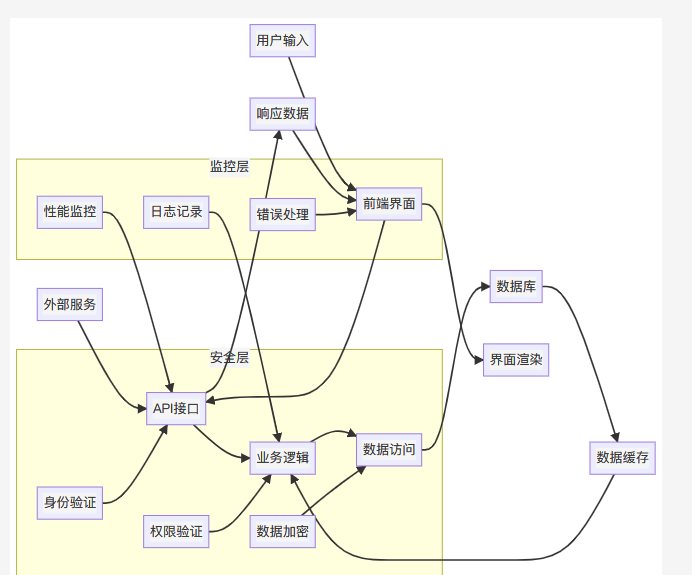 用户输入
响应数据
监控层
性能监控
日志记录
错误处理
前端界面
数据库
外部服务
安全层
界面渲染
API接口
业务逻辑
数据访问
数据缓存
身份验证
权限验证
数据加密